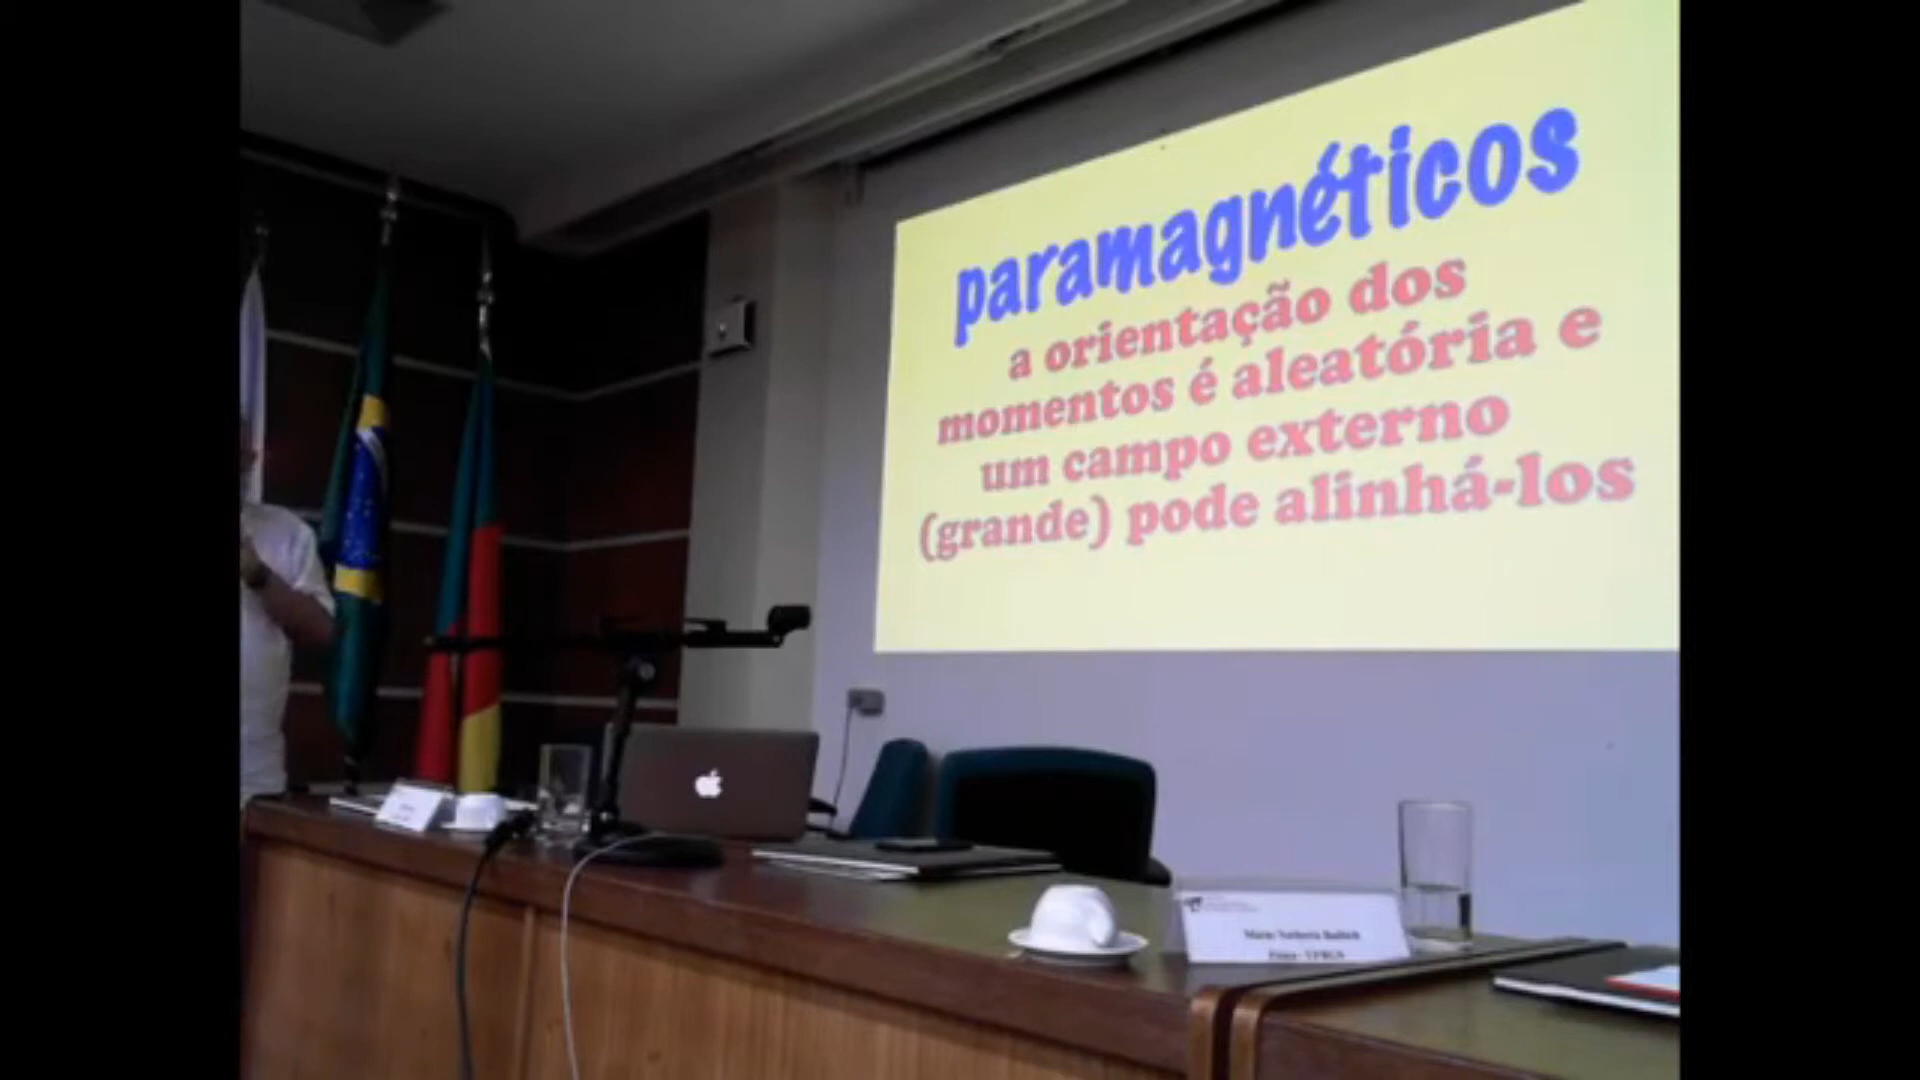 paramagnéticos
a orientação dos
momentos é aleatória e
um campo externo
(grande) pode alinhá-los